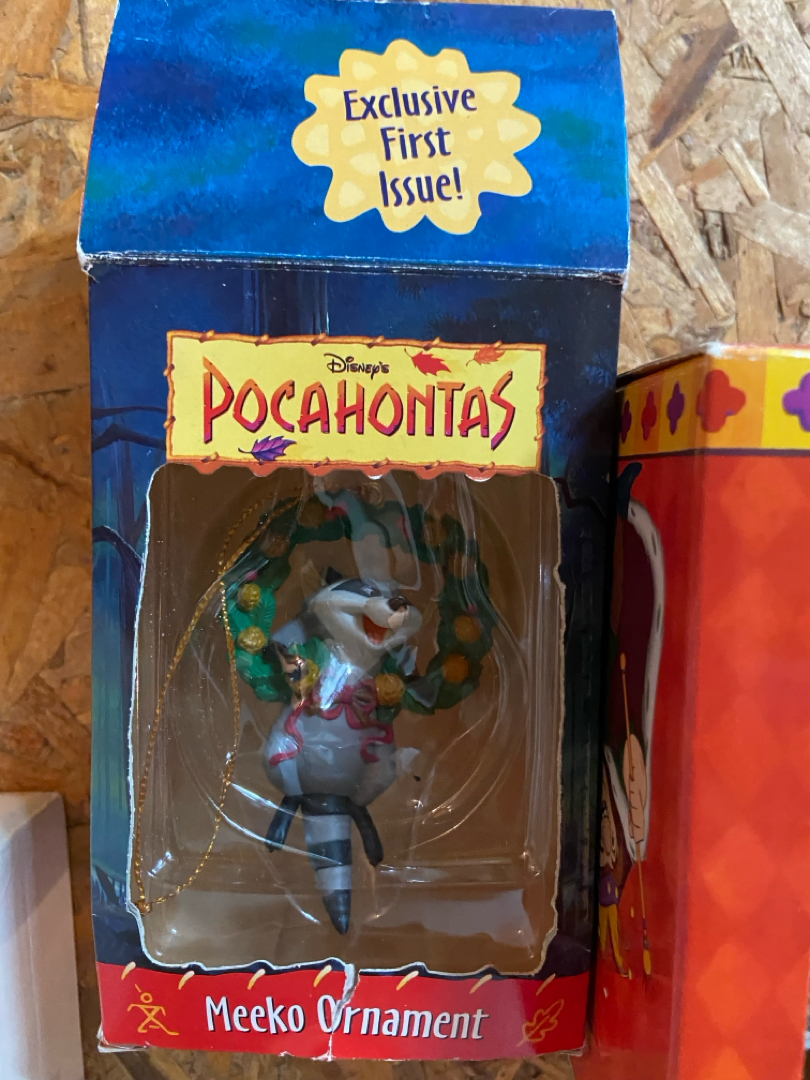 Exclusive
First
Issue!
Disney's
POCAHONTAS
Meeko Ornament